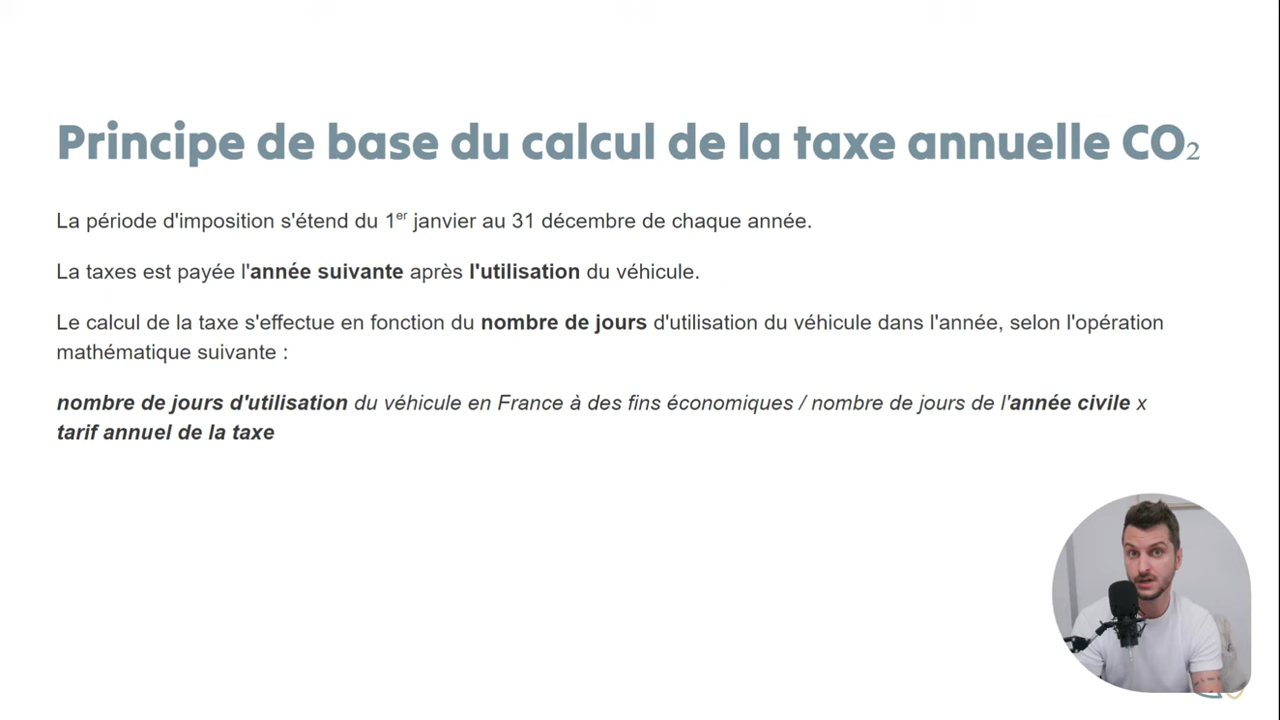 Principe de base du calcul de la taxe annuelle CO₂
La période d'imposition s'étend du 1er janvier au 31 décembre de chaque année.
La taxes est payée l'année suivante après l'utilisation du véhicule.
Le calcul de la taxe s'effectue en fonction du nombre de jours d'utilisation du véhicule dans l'année, selon l'opération
mathématique suivante :
nombre de jours d'utilisation du véhicule en France à des fins économiques / nombre de jours de l'année civile x
tarif annuel de la taxe